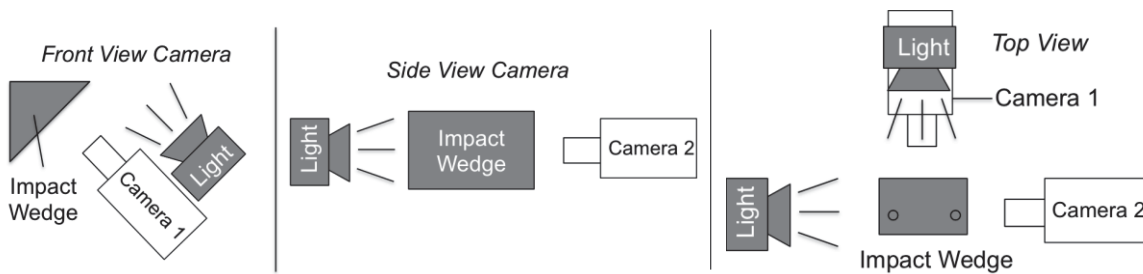 Front View Camera
Impact
Wedge
Camera 1
Light
Side View Camera
Light
Impact
Wedge
Camera 2
Top View
Light
Camera 1
Light
Camera 2
Impact Wedge